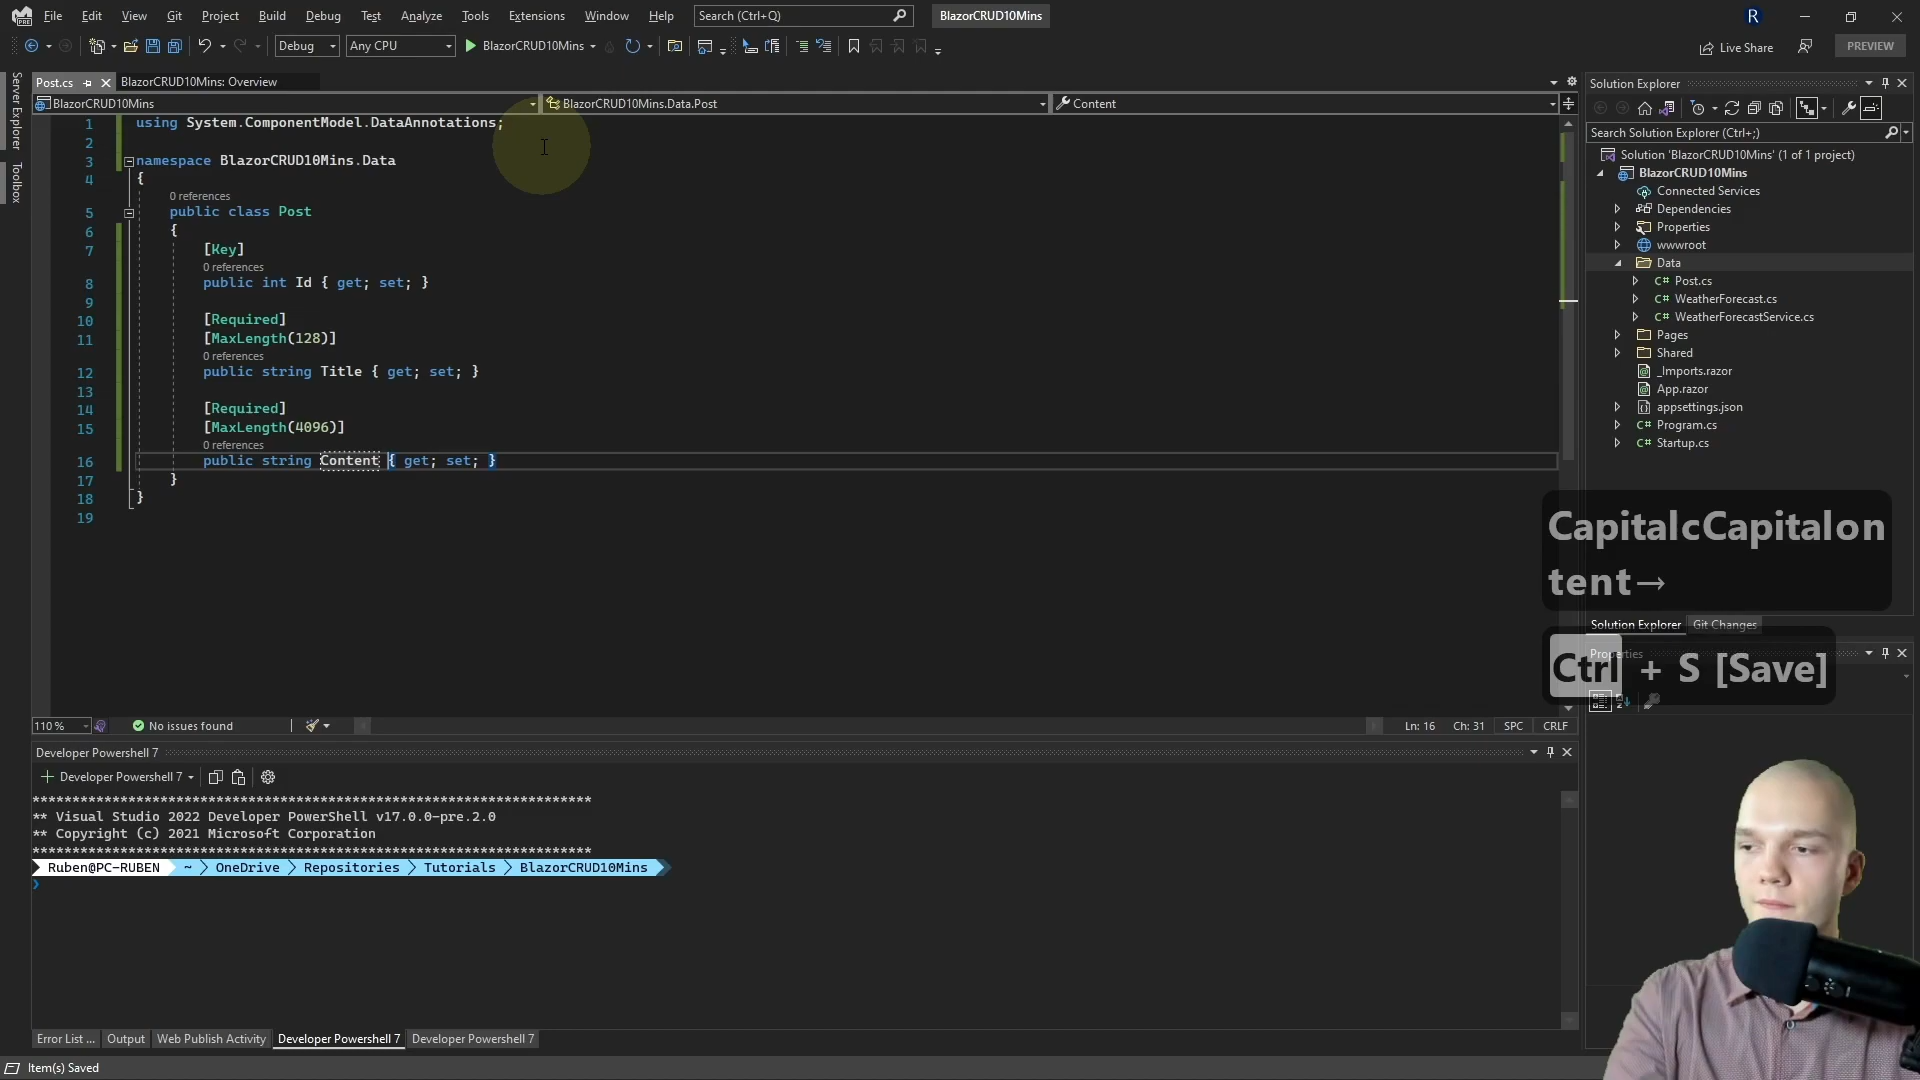 File Edit View Git Project Build Debug Test Analyze Tools Extensions Window Help Search (Ctrl+Q) BlazorCRUD10Mins R
Debug Any CPU BlazorCRUD10Mins Live Share PREVIEW
Server Explorer
Toolbox
Post.cs BlazorCRUD10Mins: Overview
BlazorCRUD10Mins BlazorCRUD10Mins.Data.Post Content
1 using System.ComponentModel.DataAnnotations;
2
3 namespace BlazorCRUD10Mins.Data
4 {
0 references
5 public class Post
6 {
7 [Key]
0 references
8 public int Id { get; set; }
9
10 [Required]
11 [MaxLength(128)]
0 references
12 public string Title { get; set; }
13
14 [Required]
15 [MaxLength(4096)]
0 references
16 public string Content { get; set; }
17 }
18 }
19
110 % No issues found Ln: 16 Ch: 31 SPC CRLF
Developer Powershell 7
Developer Powershell 7
**********************************************************************
** Visual Studio 2022 Developer PowerShell v17.0.0-pre.2.0
** Copyright (c) 2021 Microsoft Corporation
**********************************************************************
Ruben@PC-RUBEN ~ OneDrive Repositories Tutorials BlazorCRUD10Mins
❯
Error List ... Output Web Publish Activity Developer Powershell 7 Developer Powershell 7
Item(s) Saved
Solution Explorer
Search Solution Explorer (Ctrl+;)
Solution 'BlazorCRUD10Mins' (1 of 1 project)
BlazorCRUD10Mins
Connected Services
Dependencies
Properties
wwwroot
Data
C# Post.cs
C# WeatherForecast.cs
C# WeatherForecastService.cs
Pages
Shared
_Imports.razor
App.razor
appsettings.json
C# Program.cs
C# Startup.cs
CapitalcCapitalon
tent→
Solution Explorer Git Changes
Properties
Ctrl + S [Save]